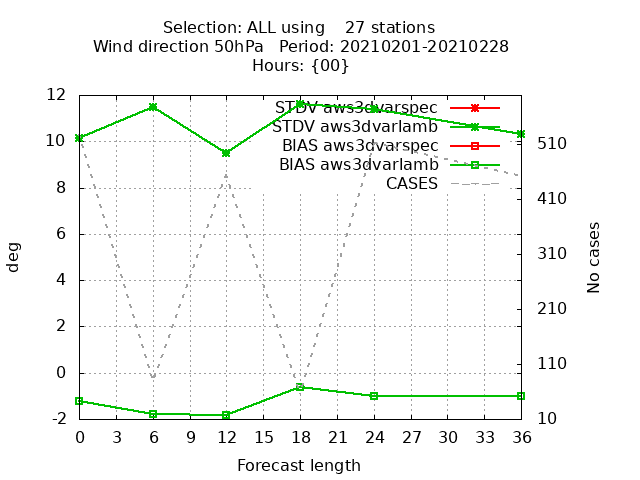 Selection: ALL using    27 stations
Wind direction 50hPa   Period: 20210201-20210228
Hours: {00}
STDV aws3dvarspec
STDV aws3dvarlamb
BIAS aws3dvarspec
BIAS aws3dvarlamb
CASES
12
10
8
6
4
2
0
-2
deg
510
410
310
210
110
10
No cases
0 3 6 9 12 15 18 21 24 27 30 33 36
Forecast length